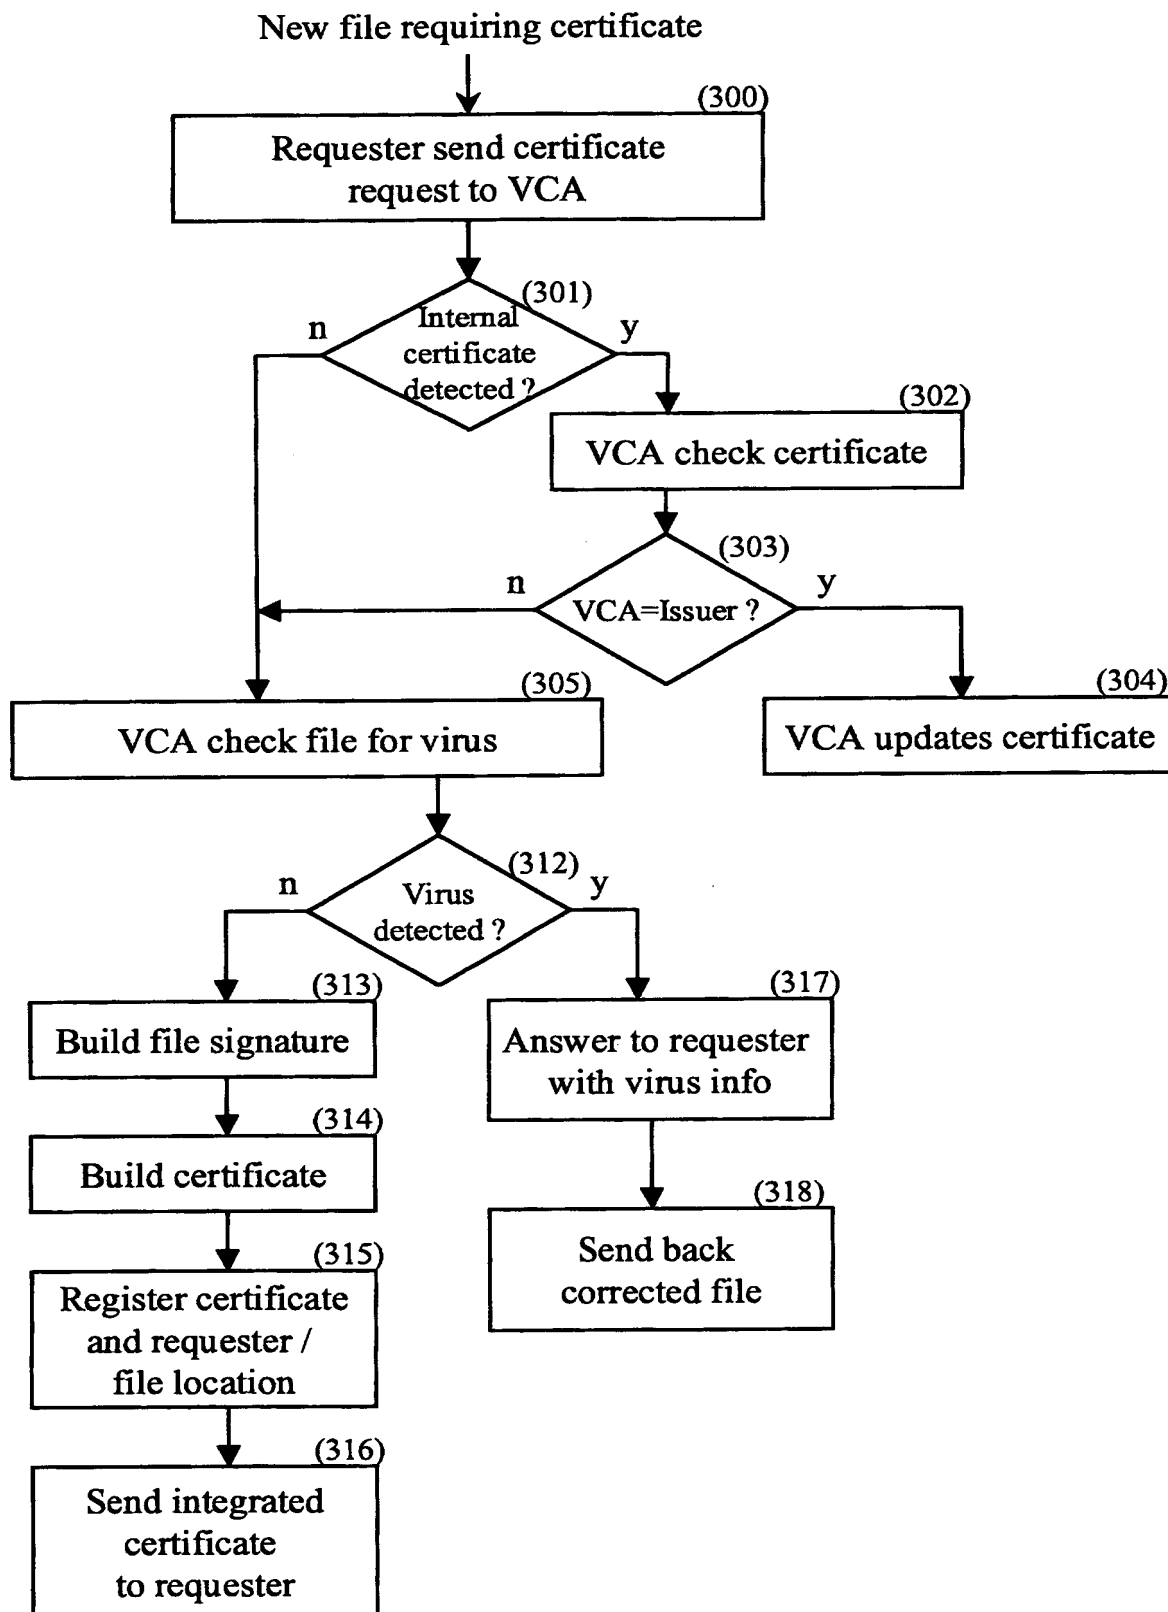 New file requiring certificate
(300)
Requester send certificate
request to VCA
(301)
n
y
Internal
certificate
detected ?
(302)
VCA check certificate
(303)
n
y
VCA=Issuer ?
(304)
VCA updates certificate
(305)
VCA check file for virus
(312)
n
y
Virus
detected ?
(313)
Build file signature
(317)
Answer to requester
with virus info
(314)
Build certificate
(318)
Send back
corrected file
(315)
Register certificate
and requester /
file location
(316)
Send integrated
certificate
to requester